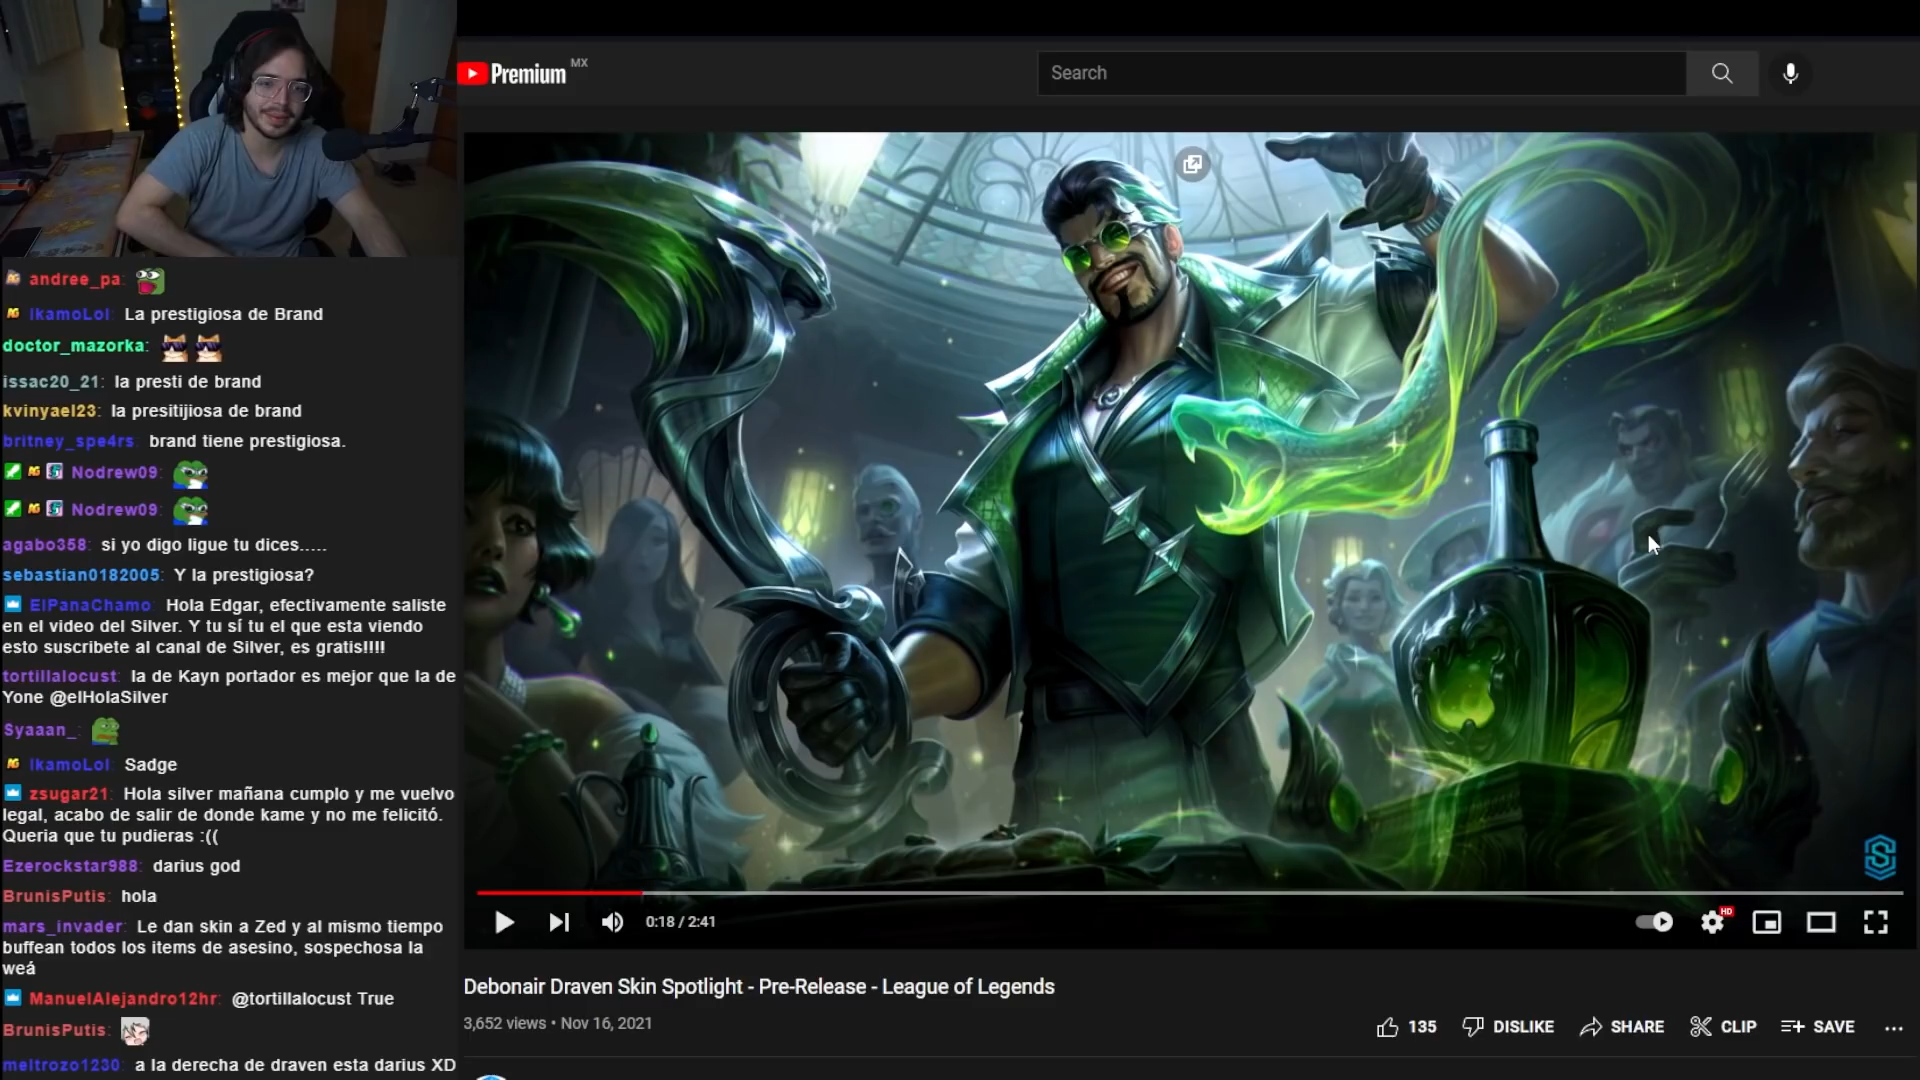 Premium MX
Search
andree_pa:
IkamoLol: La prestigiosa de Brand
doctor_mazorka:
issac20_21: la presti de brand
kvinyael23: la presitijiosa de brand
britney_spe4rs: brand tiene prestigiosa.
Nodrew09:
Nodrew09:
agabo358: si yo digo ligue tu dices.....
sebastian0182005: Y la prestigiosa?
ElPanaChamo: Hola Edgar, efectivamente saliste
en el video del Silver. Y tu sí tu el que esta viendo
esto suscribete al canal de Silver, es gratis!!!!
tortillalocust: la de Kayn portador es mejor que la de
Yone @elHolaSilver
Syaaan_:
IkamoLol: Sadge
zsugar21: Hola silver mañana cumplo y me vuelvo
legal, acabo de salir de donde kame y no me felicitó.
Queria que tu pudieras :((
Ezerockstar988: darius god
BrunisPutis: hola
mars_invader: Le dan skin a Zed y al mismo tiempo
buffean todos los items de asesino, sospechosa la
weá
ManuelAlejandro12hr: @tortillalocust True
BrunisPutis:
meltrozo1230: a la derecha de draven esta darius XD
0:18 / 2:41
HD
Debonair Draven Skin Spotlight - Pre-Release - League of Legends
3,652 views • Nov 16, 2021
135 DISLIKE SHARE CLIP SAVE